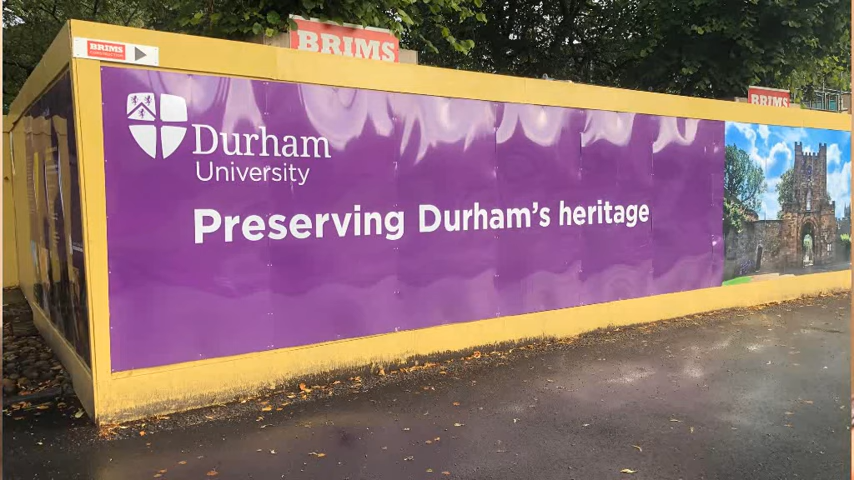 BRIMS
BRIMS
BRIMS
Durham
University
Preserving Durham's heritage